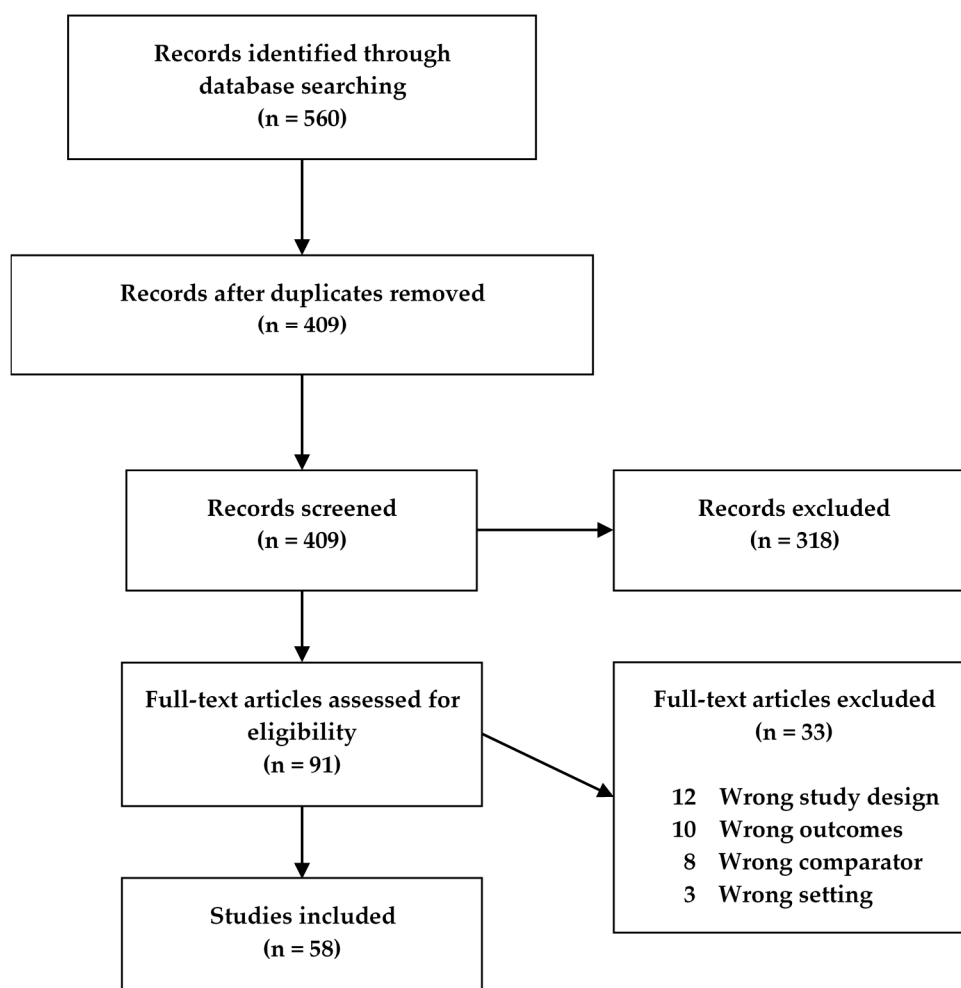 Records identified through
database searching
(n = 560)
Records after duplicates removed
(n = 409)
Records screened
(n = 409)
Records excluded
(n = 318)
Full-text articles assessed for
eligibility
(n = 91)
Full-text articles excluded
(n = 33)
12 Wrong study design
10 Wrong outcomes
8 Wrong comparator
3 Wrong setting
Studies included
(n = 58)